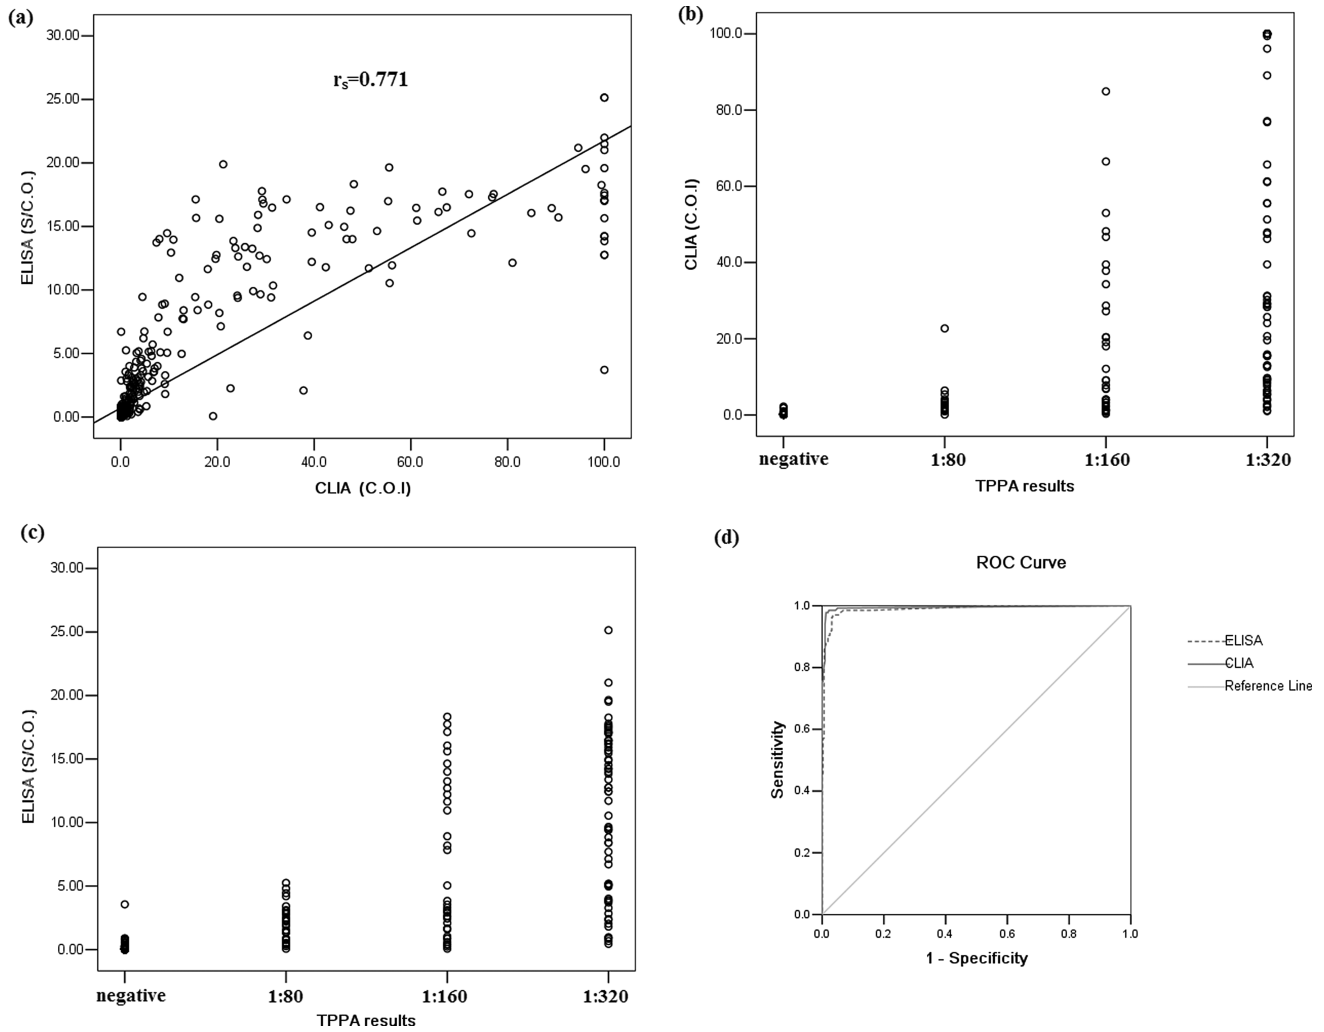 (a)
30.00
25.00
20.00
15.00
10.00
5.00
0.00
ELISA (S/C.O.)
rs=0.771
0.0 20.0 40.0 60.0 80.0 100.0
CLIA (C.O.I)
(b)
100.0
80.0
60.0
40.0
20.0
0.0
CLIA (C.O.I)
negative 1:80 1:160 1:320
TPPA results
(c)
30.00
25.00
20.00
15.00
10.00
5.00
0.00
ELISA (S/C.O.)
negative 1:80 1:160 1:320
TPPA results
(d)
ROC Curve
1.0
0.8
0.6
0.4
0.2
0.0
Sensitivity
0.0 0.2 0.4 0.6 0.8 1.0
1 - Specificity
ELISA
CLIA
Reference Line